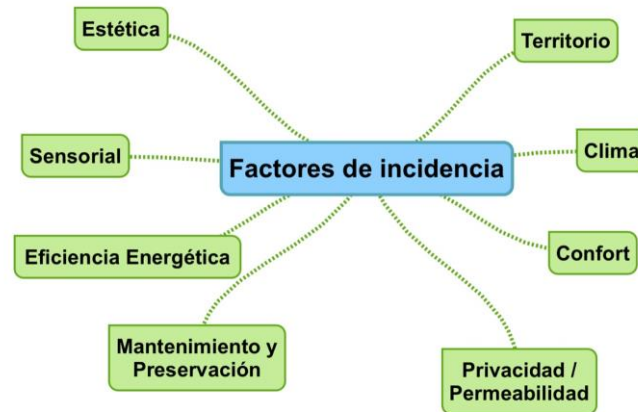 Estética
Territorio
Sensorial
Factores de incidencia
Clima
Eficiencia Energética
Confort
Mantenimiento y
Preservación
Privacidad /
Permeabilidad